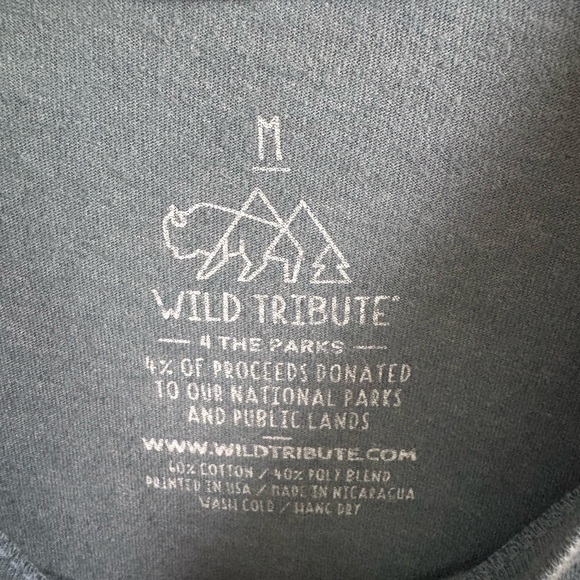 M
WILD TRIBUTE®
— 4 THE PARKS —
4% OF PROCEEDS DONATED
TO OUR NATIONAL PARKS
AND PUBLIC LANDS
WWW.WILDTRIBUTE.COM
60% COTTON / 40% POLY BLEND
PRINTED IN USA / MADE IN NICARAGUA
WASH COLD / HANG DRY